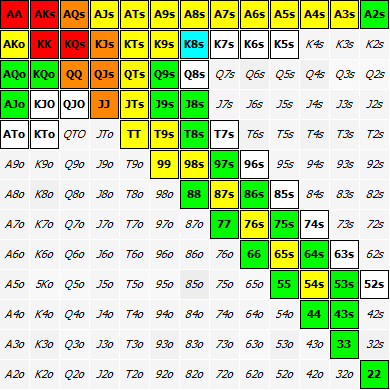 AA AKs AQs AJs ATs A9s A8s A7s A6s A5s A4s A3s A2s
AKo KK KQs KJs KTs K9s K8s K7s K6s K5s K4s K3s K2s
AQo KQo QQ QJs QTs Q9s Q8s Q7s Q6s Q5s Q4s Q3s Q2s
AJo KJO QJO JJ JTs J9s J8s J7s J6s J5s J4s J3s J2s
ATo KTo QTO JTo TT T9s T8s T7s T6s T5s T4s T3s T2s
A9o K9o Q9o J9o T9o 99 98s 97s 96s 95s 94s 93s 92s
A8o K8o Q8o J8o T8o 98o 88 87s 86s 85s 84s 83s 82s
A7o K7o Q7o J7o T7o 97o 87o 77 76s 75s 74s 73s 72s
A6o K6o Q6o J6o T6o 96o 86o 76o 66 65s 64s 63s 62s
A5o 5Ko Q5o J5o T5o 95o 85o 75o 65o 55 54s 53s 52s
A4o K4o Q4o J4o T4o 94o 84o 74o 64o 54o 44 43s 42s
A3o K3o Q3o J3o T3o 93o 83o 73o 63o 53o 43o 33 32s
A2o K2o Q2o J2o T2o 92o 82o 72o 62o 52o 42o 32o 22